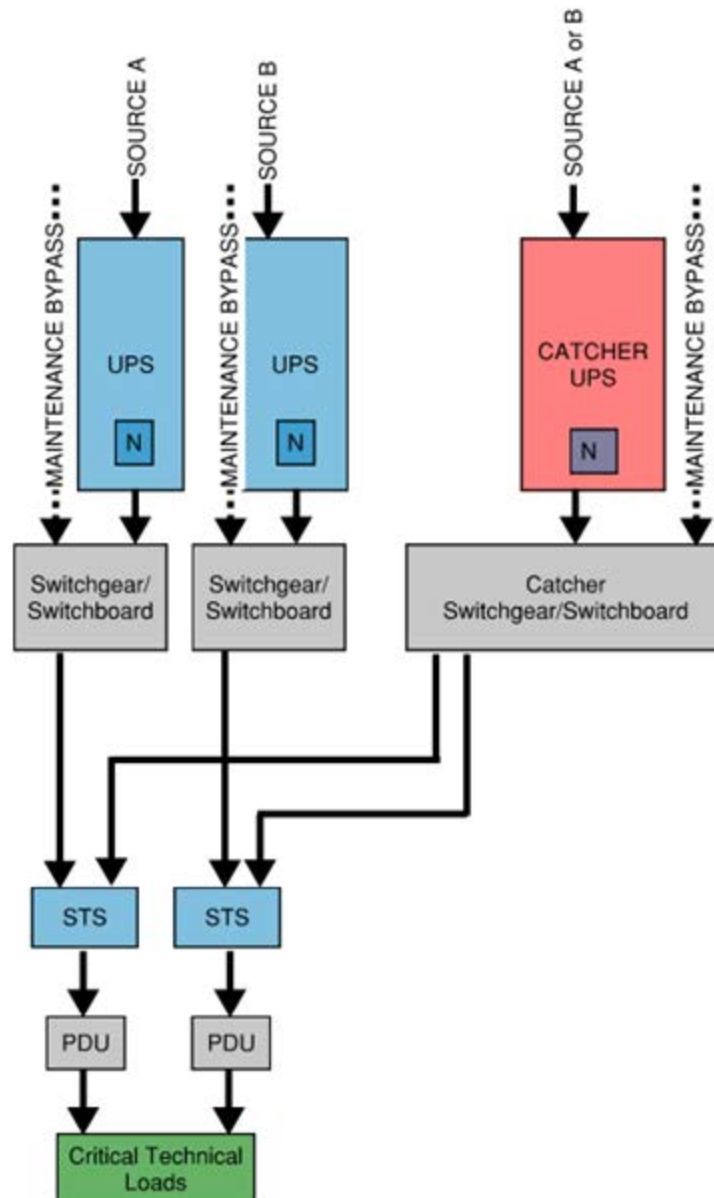 SOURCE A
SOURCE B
SOURCE A or B
MAINTENANCE BYPASS
MAINTENANCE BYPASS
MAINTENANCE BYPASS
UPS
N
UPS
N
CATCHER
UPS
N
Switchgear/
Switchboard
Switchgear/
Switchboard
Catcher
Switchgear/Switchboard
STS
STS
PDU
PDU
Critical Technical
Loads